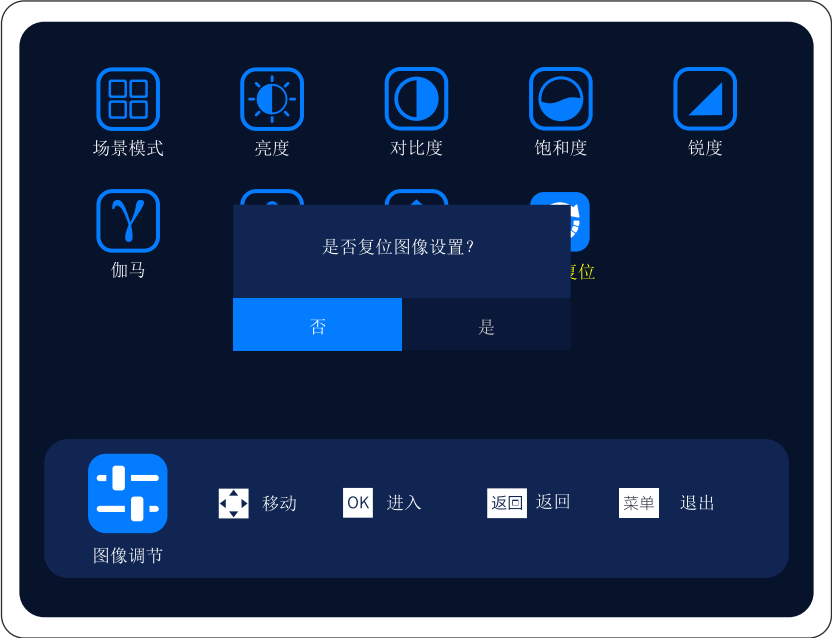 场景模式
亮度
对比度
饱和度
锐度
伽马
复位
是否复位图像设置？
否
是
图像调节
移动
OK 进入
返回 返回
菜单 退出